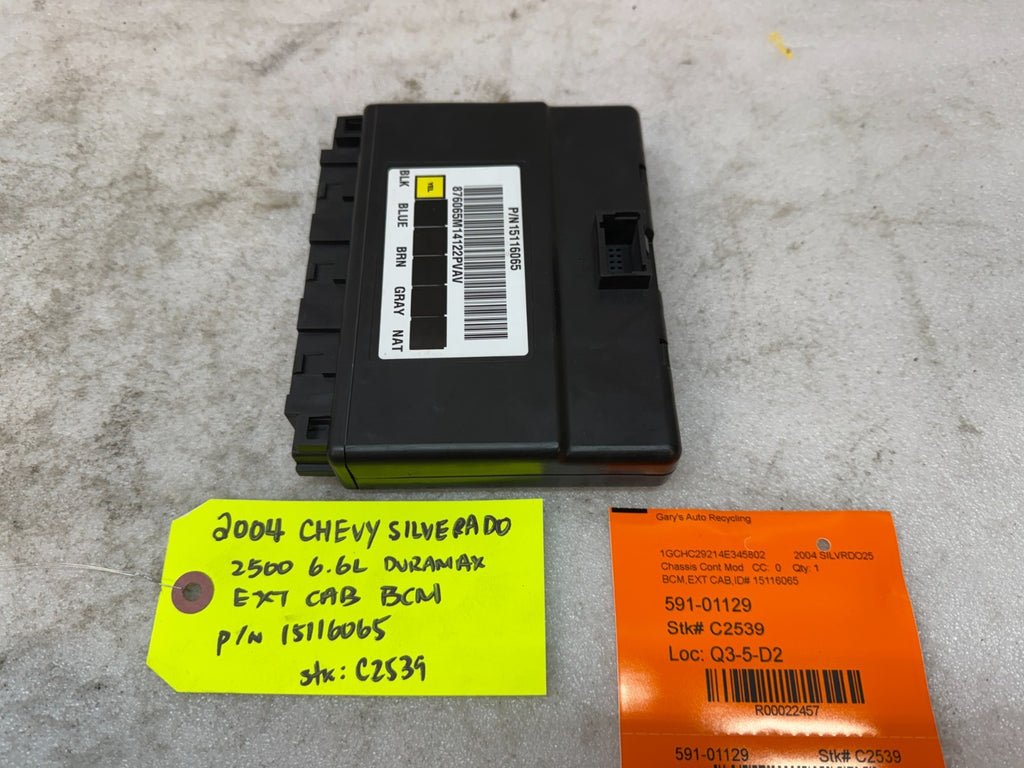 P/N15116065
876065M14122PVAV
YEL
BLK BLUE BRN GRAY NAT
2004 CHEVY SILVERADO
2500 6.6L DURAMAX
EXT CAB BCM
P/N 15116065
stk: C2539
Gary's Auto Recycling
1GCHC29214E345802 2004 SILVRDO25
Chassis Cont Mod CC: 0 Qty: 1
BCM,EXT CAB,ID# 15116065
591-01129
Stk# C2539
Loc: Q3-5-D2
R00022457
591-01129 Stk# C2539